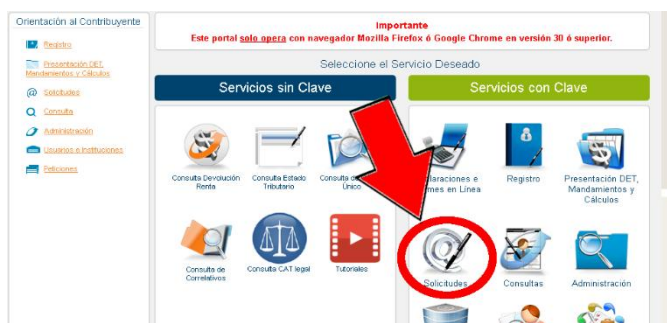 Orientación al Contribuyente
Registro
Presentación DET,
Mandamientos y Cálculos
Solicitudes
Consulta
Administración
Usuarios e Instituciones
Peticiones
Importante
Este portal solo opera con navegador Mozilla Firefox ó Google Chrome en versión 30 ó superior.
Seleccione el Servicio Deseado
Servicios sin Clave
Servicios con Clave
Consulta Devolución
Renta
Consulta Estado
Tributario
Consulta
Único
Declaraciones e
en Línea
Registro
Presentación DET,
Mandamientos y
Cálculos
Consulta de
Correlativos
Consulta CAT legal
Tutoriales
Solicitudes
Consultas
Administración